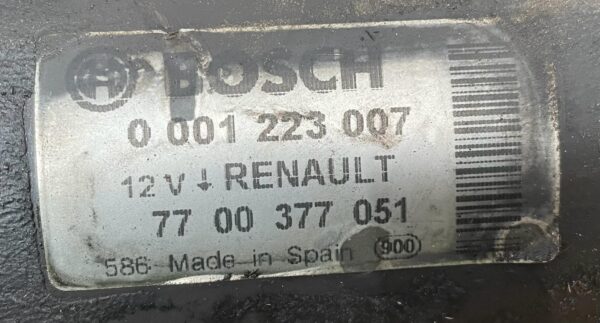 BOSCH
0 001 223 007
12 V ↓ RENAULT
77 00 377 051
586 Made in Spain 900